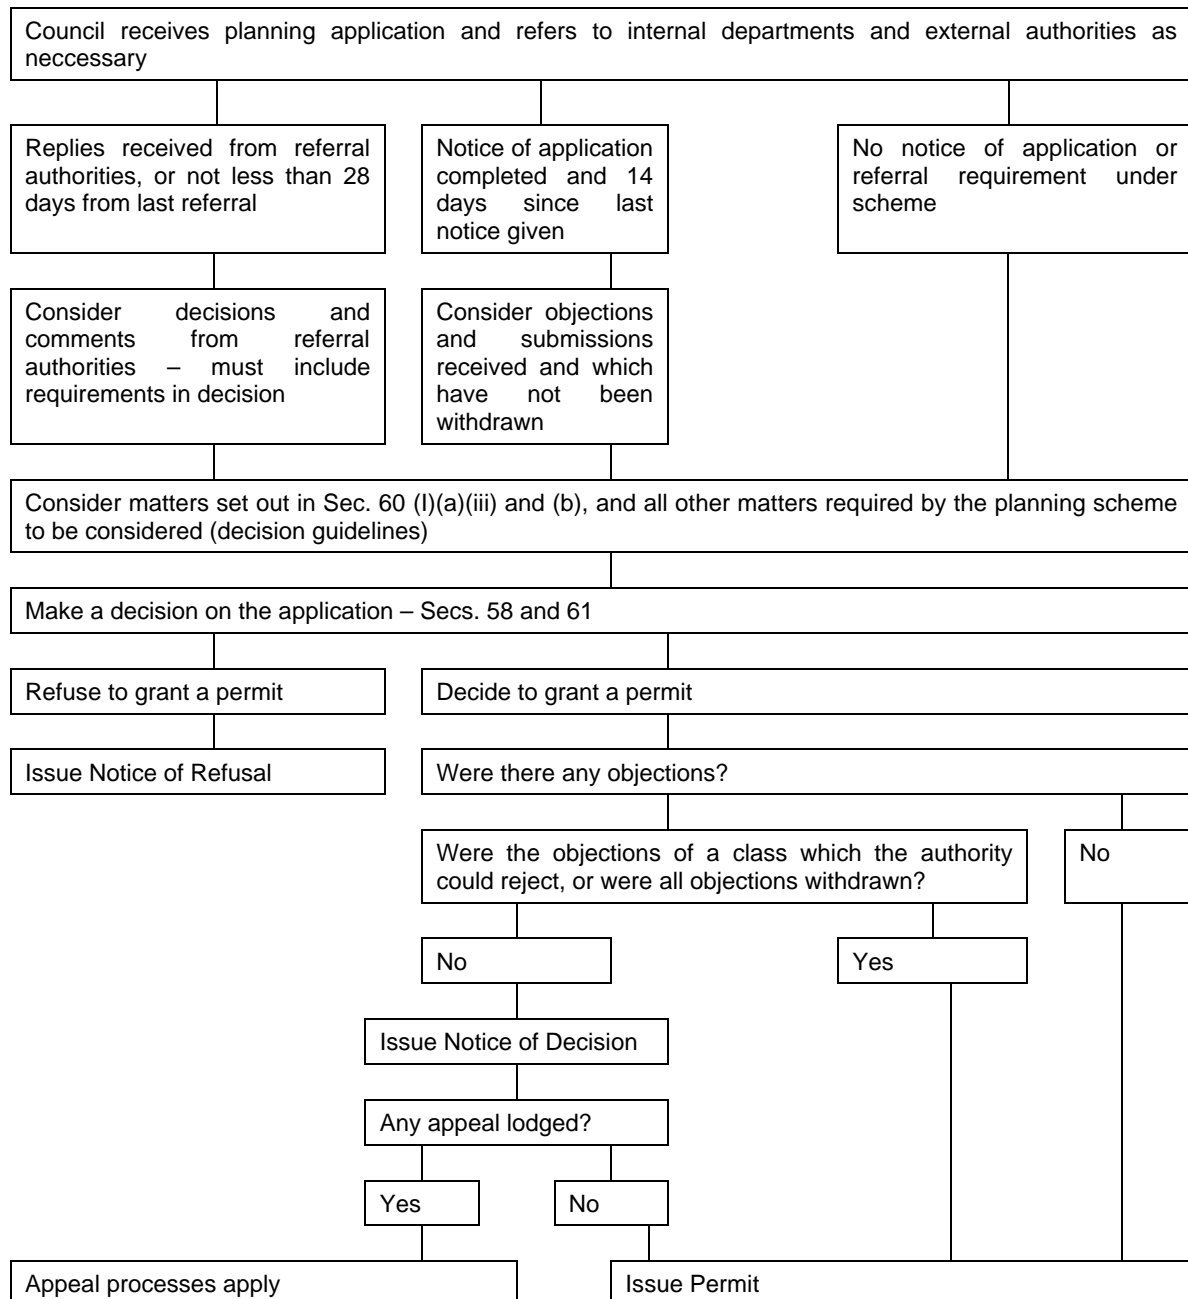 Council receives planning application and refers to internal departments and external authorities as
neccessary
Replies received from referral
authorities, or not less than 28
days from last referral
Notice of application
completed and 14
days since last
notice given
No notice of application or
referral requirement under
scheme
Consider decisions and
comments from referral
authorities – must include
requirements in decision
Consider objections
and submissions
received and which
have not been
withdrawn
Consider matters set out in Sec. 60 (I)(a)(iii) and (b), and all other matters required by the planning scheme
to be considered (decision guidelines)
Make a decision on the application – Secs. 58 and 61
Refuse to grant a permit
Decide to grant a permit
Issue Notice of Refusal
Were there any objections?
Were the objections of a class which the authority
could reject, or were all objections withdrawn?
No
No
Yes
Issue Notice of Decision
Any appeal lodged?
Yes
No
Appeal processes apply
Issue Permit